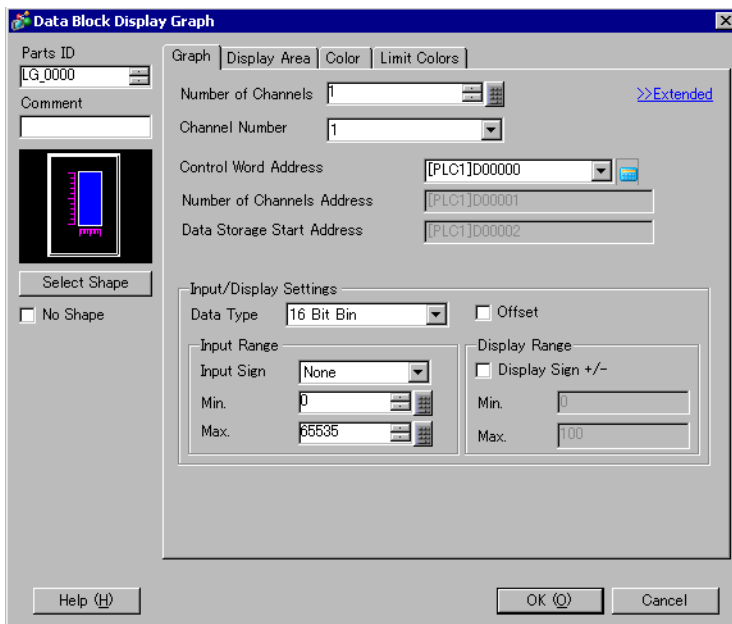 Data Block Display Graph
Parts ID
LG_0000
Comment
Select Shape
No Shape
Graph Display Area Color Limit Colors
Number of Channels 1 >>Extended
Channel Number 1
Control Word Address [PLC1]D00000
Number of Channels Address [PLC1]D00001
Data Storage Start Address [PLC1]D00002
Input/Display Settings
Data Type 16 Bit Bin Offset
Input Range Display Range
Input Sign None Display Sign +/-
Min. 0 Min. 0
Max. 65535 Max. 100
Help (H) OK (O) Cancel